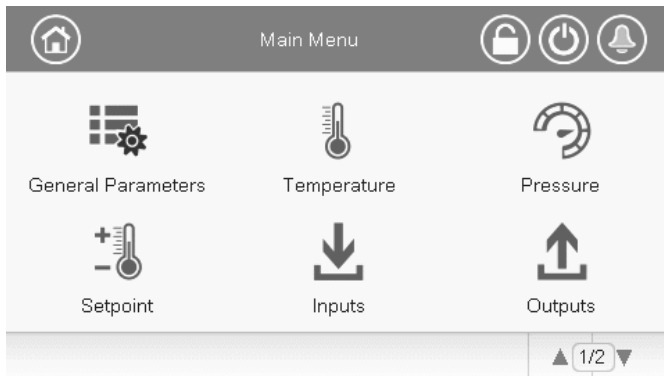 Main Menu
General Parameters Temperature Pressure
Setpoint Inputs Outputs
1/2